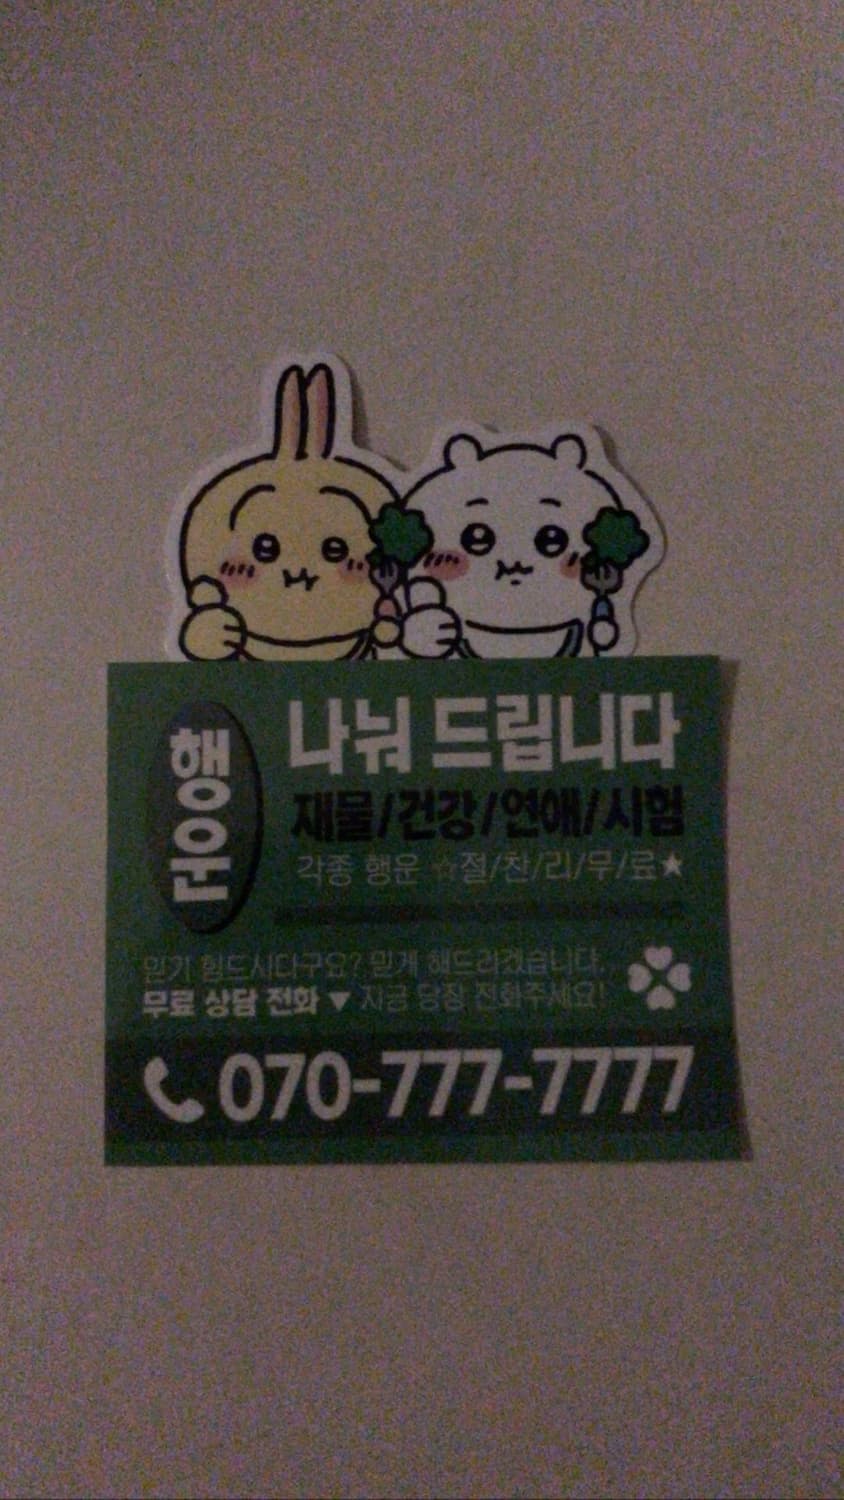 행운
나눠 드립니다
재물/건강/연애/시험
각종 행운 ☆절/찬/리/무/료★
믿기 힘드시다구요? 믿게 해드리겠습니다.
무료 상담 전화 ▼ 지금 당장 전화주세요!
070-777-7777